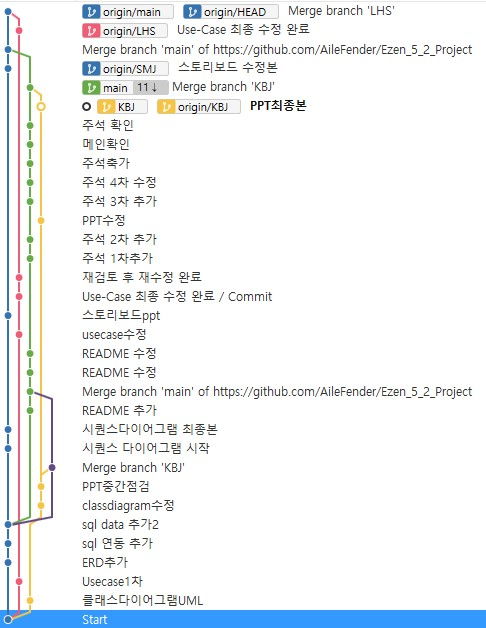 origin/main origin/HEAD Merge branch 'LHS'
origin/LHS Use-Case 최종 수정 완료
Merge branch 'main' of https://github.com/AileFender/Ezen_5_2_Project
origin/SMJ 스토리보드 수정본
main 11↓ Merge branch 'KBJ'
KBJ origin/KBJ PPT최종본
주석 확인
메인확인
주석축가
주석 4차 수정
주석 3차 추가
PPT수정
주석 2차 추가
주석 1차추가
재검토 후 재수정 완료
Use-Case 최종 수정 완료 / Commit
스토리보드ppt
usecase수정
README 수정
README 수정
Merge branch 'main' of https://github.com/AileFender/Ezen_5_2_Project
README 추가
시퀀스다이어그램 최종본
시퀀스 다이어그램 시작
Merge branch 'KBJ'
PPT중간점검
classdiagram수정
sql data 추가2
sql 연동 추가
ERD추가
Usecase1차
클래스다이어그램UML
Start